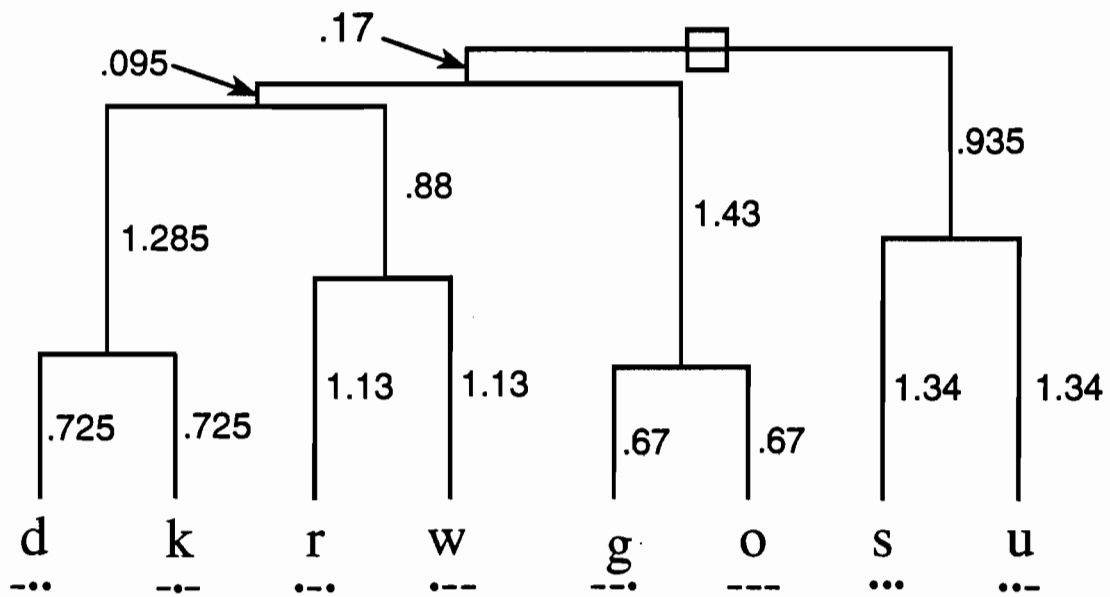 .17
.095
.935
.88
1.43
1.285
1.13 1.13 1.34 1.34
.725 .725 .67 .67
d k r w g o s u
–•• –•– •–• •–– ––• ––– ••• ••–